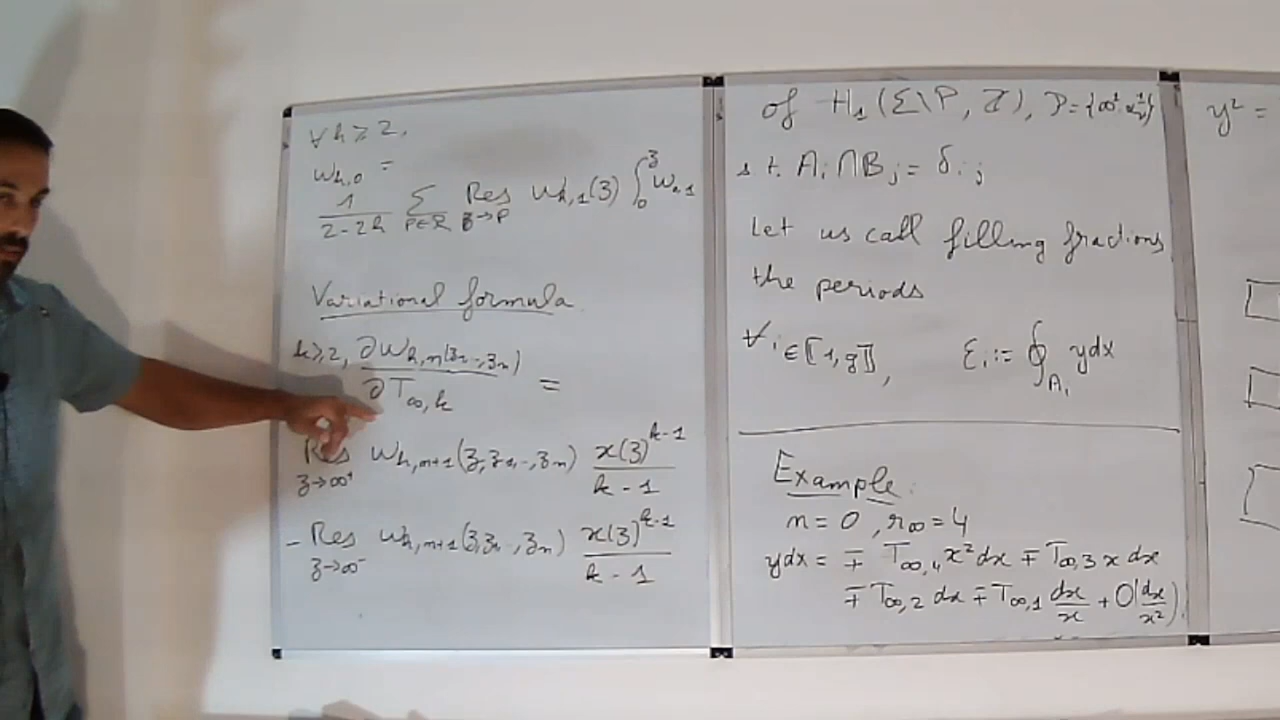 ∀h ⩾ 2,
ω_{h,0} =
1/(2-2h) Σ_{p∈R} Res_{z→p} ω_{h,1}(z) ∫_0^z ω_{0,1}
Variational formula
k⩾2, ∂ω_{h,n}(z_1,..,z_n)/∂T_{∞,k} =
Res_{z→∞^+} ω_{h,n+1}(z,z_1,..,z_n) x(z)^{k-1}/(k-1)
- Res_{z→∞^-} ω_{h,n+1}(z,z_1..,z_n) x(z)^{k-1}/(k-1)
of H_1(Σ\P, Z), P = {∞^±
s.t. A_i ∩ B_j = δ_{ij}
Let us call filling fractions
the periods
∀i∈⟦1,g⟧, ε_i := ∮_{A_i} ydx
Example:
n = 0, r_∞ = 4
ydx = ∓ T_{∞,4} x^2 dx ∓ T_{∞,3} x dx
∓ T_{∞,2} dx ∓ T_{∞,1} dx/x + O(dx/x^2).
y^2 =